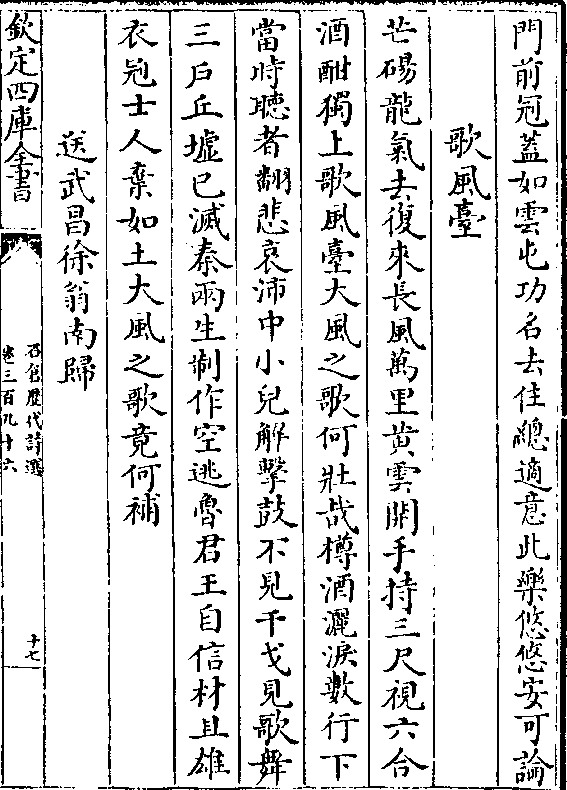 門前冠蓋如雲屯功名去住總適意此樂悠悠安可論
歌風臺
芒碭龍氣去復來長風萬里黃雲開手持三尺視六合
酒酣獨上歌風臺大風之歌何壯哉樽酒灑淚數行下
當時聽者翻悲哀沛中小兒解擊鼓不見干戈見歌舞
三戶丘墟已滅秦兩生制作空逃魯君王自信材且雄
衣冠士人棄如土大風之歌竟何補
送武昌徐翁南歸
欽定四庫全書
石倉歷代詩選
卷三百九十六
十七